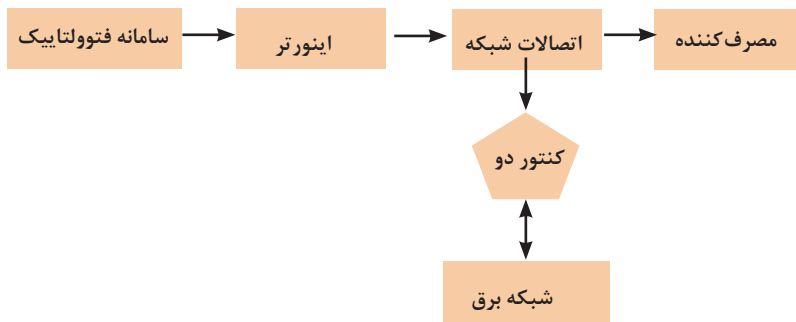 سامانه فتوولتاییک
اینورتر
اتصالات شبکه
مصرف‌کننده
کنتور دو
شبکه برق